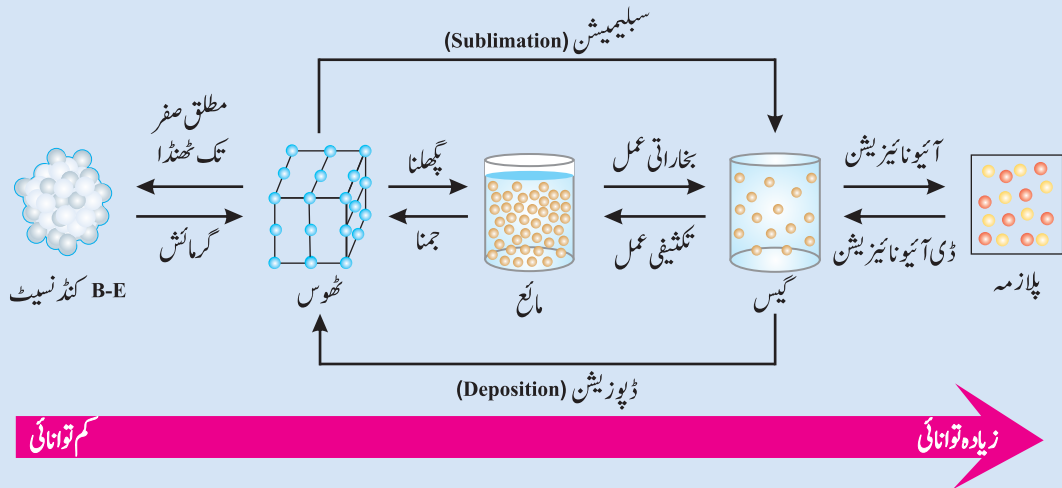 سبلیمیشن (Sublimation)
مطلق صفر
تک ٹھنڈا
گرمائش
پگھلنا
جمنا
بخاراتی عمل
تکثیفی عمل
آئیونائیزیشن
ڈی آئیونائیزیشن
B-E کنڈنسیٹ
ٹھوس
مائع
گیس
پلازمہ
ڈپوزیشن (Deposition)
کم توانائی
زیادہ توانائی